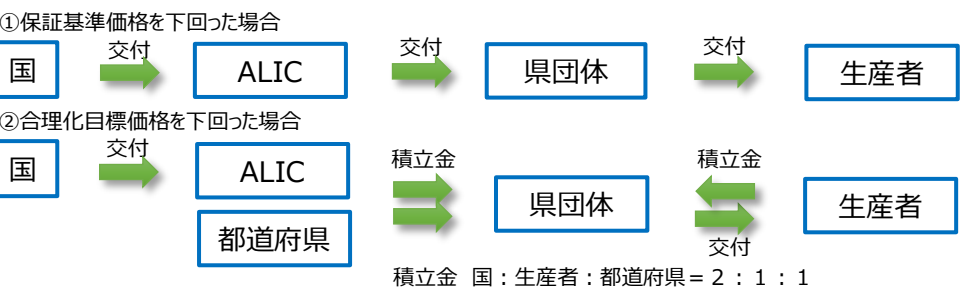 ①保証基準価格を下回った場合
国 交付 ALIC 交付 県団体 交付 生産者
②合理化目標価格を下回った場合
国 交付 ALIC 都道府県 積立金 県団体 積立金 交付 生産者
積立金 国：生産者：都道府県＝２：１：１